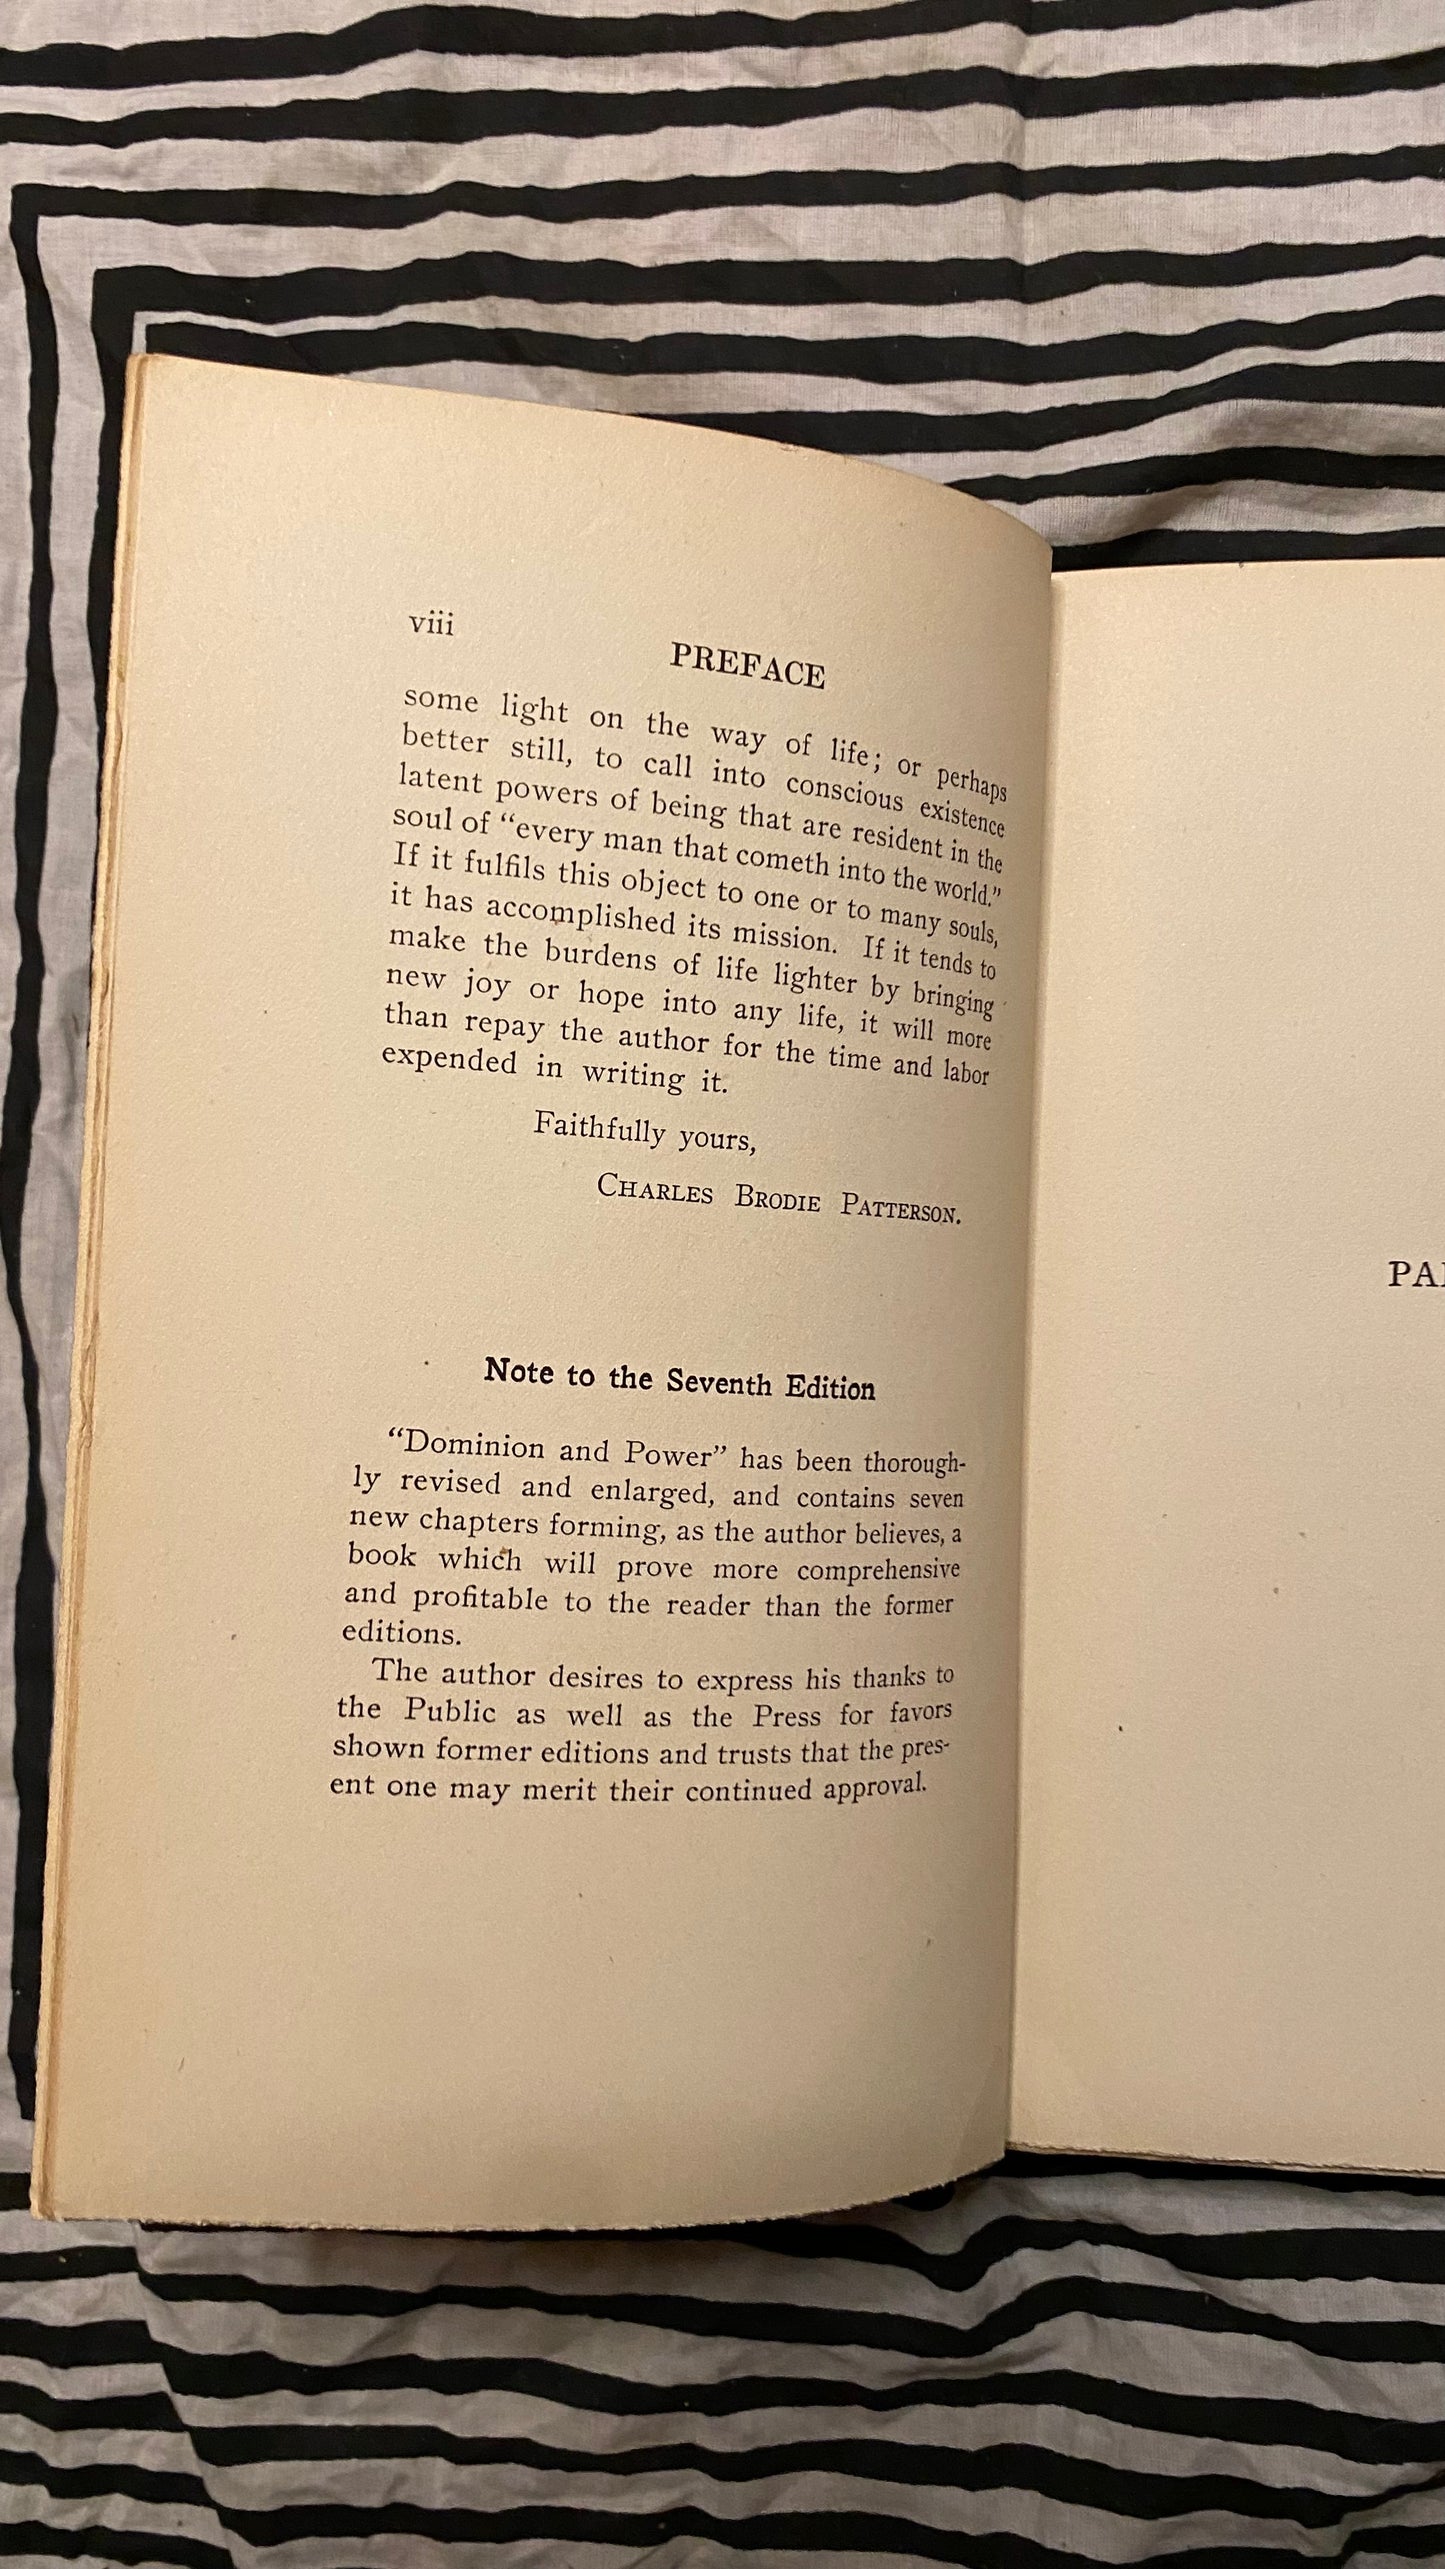 viii
PREFACE
some light on the way of life; or perhaps
better still, to call into conscious existence
latent powers of being that are resident in the
soul of “every man that cometh into the world.”
If it fulfils this object to one or to many souls,
it has accomplished its mission. If it tends to
make the burdens of life lighter by bringing
new joy or hope into any life, it will more
than repay the author for the time and labor
expended in writing it.
Faithfully yours,
CHARLES BRODIE PATTERSON.
Note to the Seventh Edition
“Dominion and Power” has been thorough-
ly revised and enlarged, and contains seven
new chapters forming, as the author believes, a
book which will prove more comprehensive
and profitable to the reader than the former
editions.
The author desires to express his thanks to
the Public as well as the Press for favors
shown former editions and trusts that the pres-
ent one may merit their continued approval.